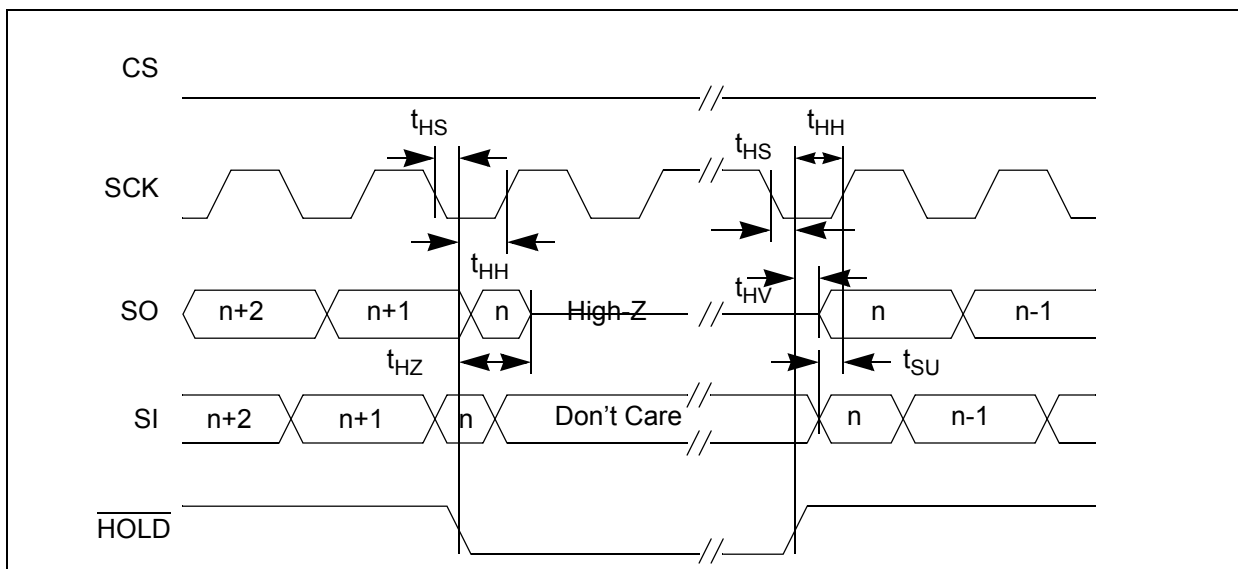 CS
tHS
tHH
tHS
SCK
tHH
tHV
SO
n+2
n+1
n
High-Z
n
n-1
tHZ
tSU
SI
n+2
n+1
n
Don't Care
n
n-1
HOLD